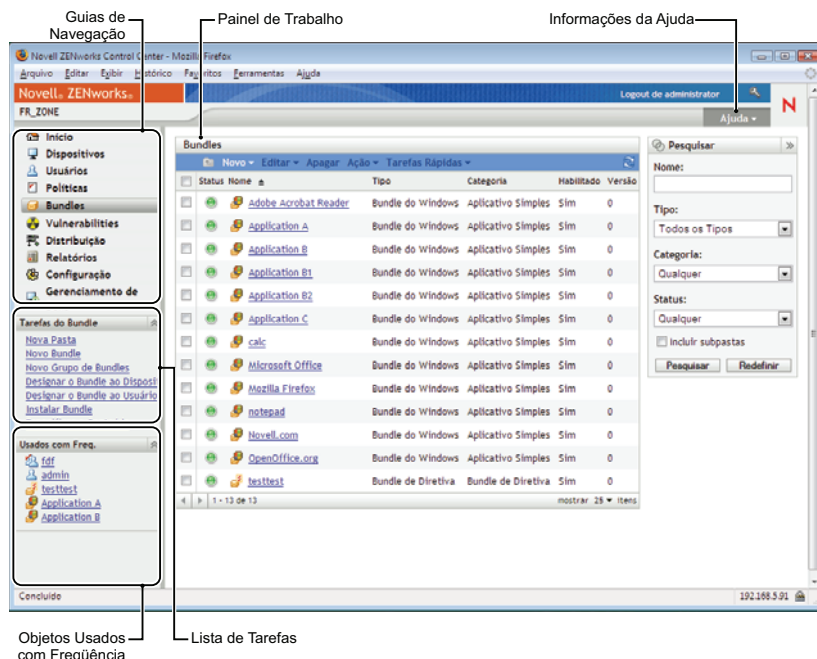 Guias de
Navegação
Painel de Trabalho
Informações da Ajuda
Novell ZENworks Control Center - Mozilla Firefox
Arquivo Editar Exibir Histórico Favoritos Ferramentas Ajuda
Novell® ZENworks®
Logout de administrator
N
FR_ZONE
Ajuda
Início
Dispositivos
Usuários
Políticas
Bundles
Vulnerabilities
Distribuição
Relatórios
Configuração
Gerenciamento de
Tarefas do Bundle
Nova Pasta
Novo Bundle
Novo Grupo de Bundles
Designar o Bundle ao Disposit
Designar o Bundle ao Usuário
Instalar Bundle
Usados com Freq.
fdf
admin
testtest
Application A
Application B
Bundles
Novo Editar Apagar Ação Tarefas Rápidas
Status Nome Tipo Categoria Habilitado Versão
Adobe Acrobat Reader Bundle do Windows Aplicativo Simples Sim 0
Application A Bundle do Windows Aplicativo Simples Sim 0
Application B Bundle do Windows Aplicativo Simples Sim 0
Application B1 Bundle do Windows Aplicativo Simples Sim 0
Application B2 Bundle do Windows Aplicativo Simples Sim 0
Application C Bundle do Windows Aplicativo Simples Sim 0
calc Bundle do Windows Aplicativo Simples Sim 0
Microsoft Office Bundle do Windows Aplicativo Simples Sim 0
Mozilla Firefox Bundle do Windows Aplicativo Simples Sim 0
notepad Bundle do Windows Aplicativo Simples Sim 0
Novell.com Bundle do Windows Aplicativo Simples Sim 0
OpenOffice.org Bundle do Windows Aplicativo Simples Sim 0
testtest Bundle de Diretiva Bundle de Diretiva Sim 0
1 - 13 de 13 mostrar 25 itens
Pesquisar
Nome:
Tipo:
Todos os Tipos
Categoria:
Qualquer
Status:
Qualquer
Incluir subpastas
Pesquisar Redefinir
Concluído
192.168.5.91
Objetos Usados
com Freqüência
Lista de Tarefas